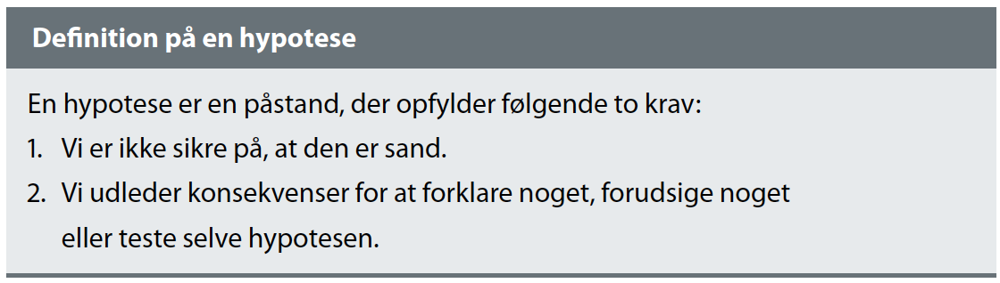 Definition på en hypotese
En hypotese er en påstand, der opfylder følgende to krav:
1. Vi er ikke sikre på, at den er sand.
2. Vi udleder konsekvenser for at forklare noget, forudsige noget
eller teste selve hypotesen.